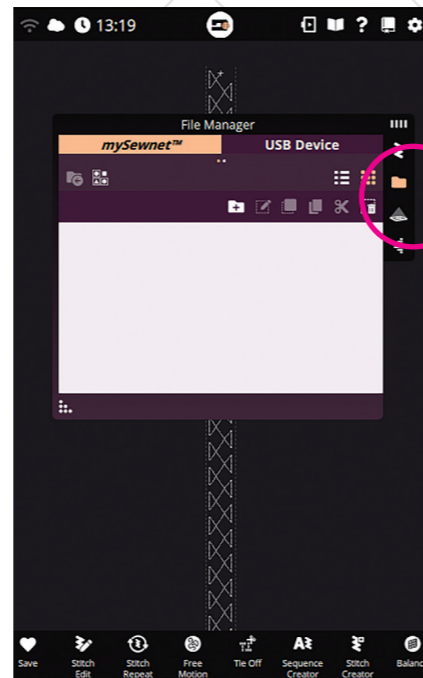 13:19
?
File Manager
mySewnet™ USB Device
Save Stitch Edit Stitch Repeat Free Motion Tie Off Sequence Creator Stitch Creator Balanc